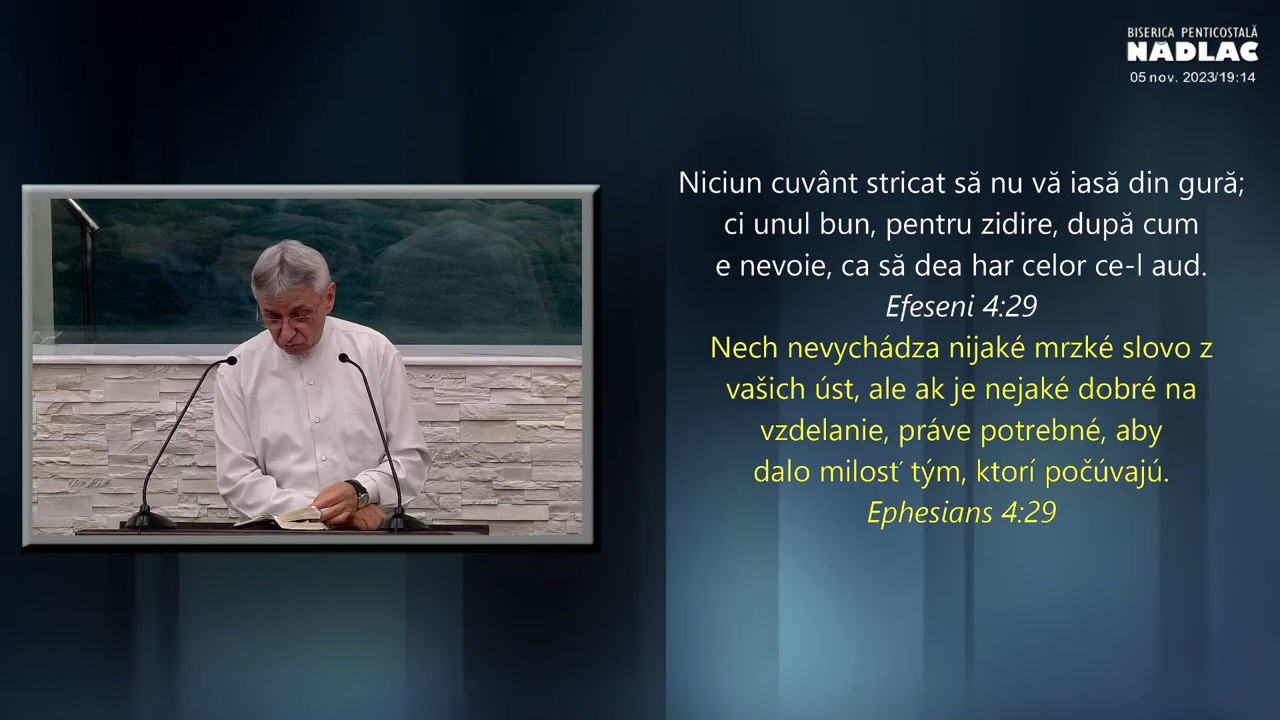 BISERICA PENTICOSTALĂ
NĂDLAC
05 nov. 2023/19:14
Niciun cuvânt stricat să nu vă iasă din gură;
ci unul bun, pentru zidire, după cum
e nevoie, ca să dea har celor ce-l aud.
Efeseni 4:29
Nech nevychádza nijaké mrzké slovo z
vašich úst, ale ak je nejaké dobré na
vzdelanie, práve potrebné, aby
dalo milosť tým, ktorí počúvajú.
Ephesians 4:29